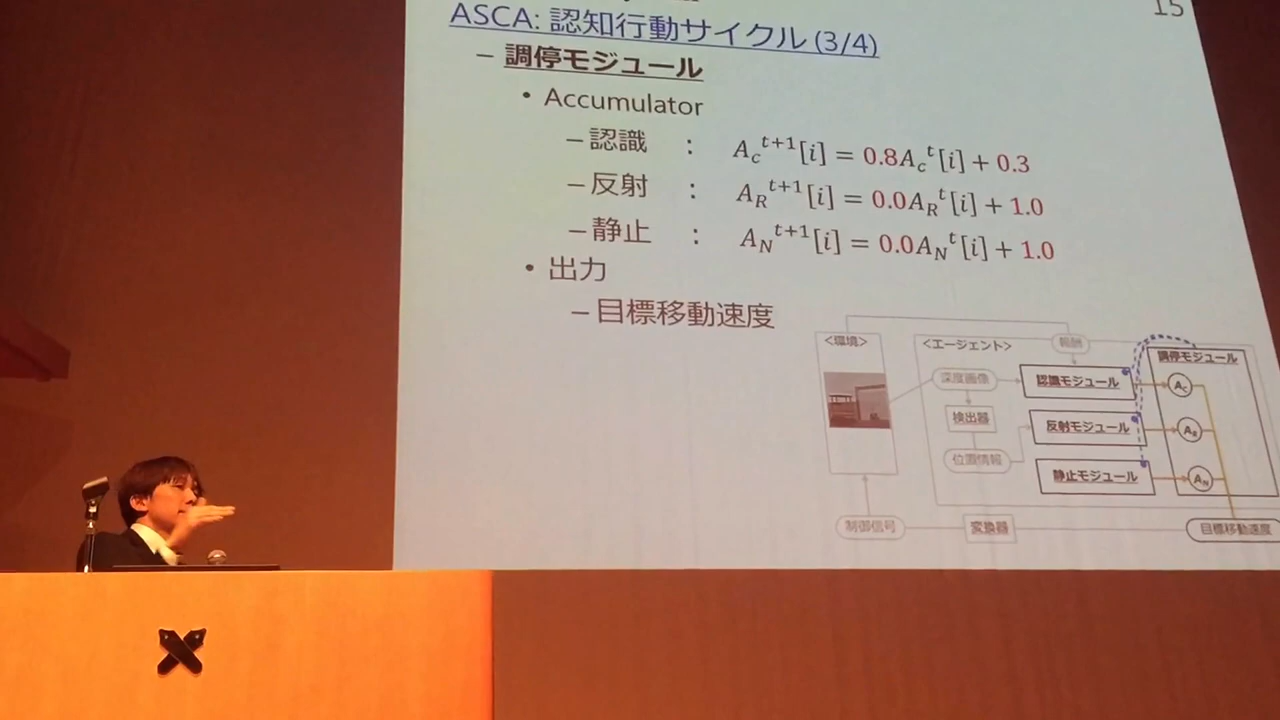 15
ASCA: 認知行動サイクル (3/4)
– 調停モジュール
• Accumulator
– 認識 : A_c^{t+1}[i] = 0.8A_c^t[i] + 0.3
– 反射 : A_R^{t+1}[i] = 0.0A_R^t[i] + 1.0
– 静止 : A_N^{t+1}[i] = 0.0A_N^t[i] + 1.0
• 出力
– 目標移動速度
<環境>
<エージェント>
報酬
調停モジュール
深度画像
認識モジュール
A_C
検出器
反射モジュール
A_R
位置情報
静止モジュール
A_N
制御信号
変換器
目標移動速度